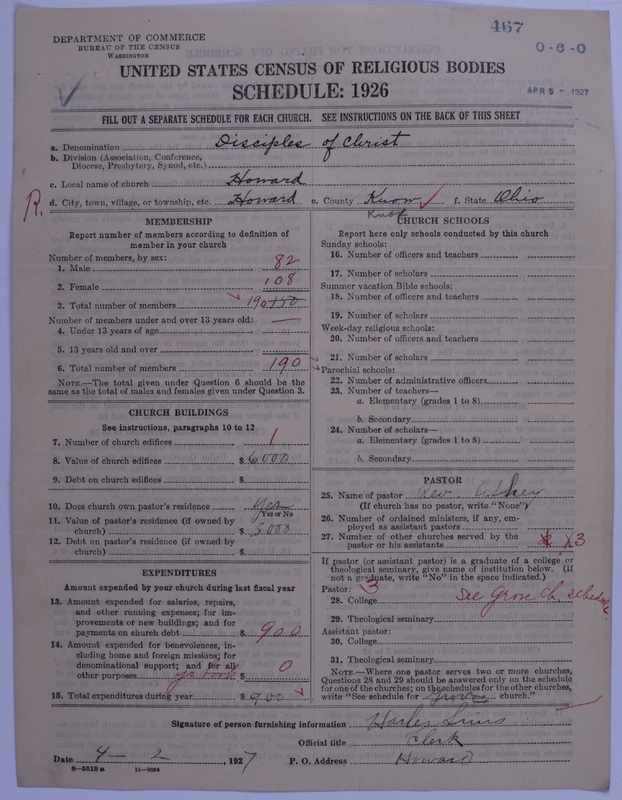 467
DEPARTMENT OF COMMERCE
BUREAU OF THE CENSUS
WASHINGTON
0-6-0
UNITED STATES CENSUS OF RELIGIOUS BODIES
SCHEDULE: 1926
APR 5 - 1927
FILL OUT A SEPARATE SCHEDULE FOR EACH CHURCH. SEE INSTRUCTIONS ON THE BACK OF THIS SHEET
a. Denomination Disciples of Christ
b. Division (Association, Conference,
Diocese, Presbytery, Synod, etc.)
c. Local name of church Howard
R. d. City, town, village, or township, etc. Howard e. County Know f. State Ohio
Knox
MEMBERSHIP
Report number of members according to definition of
member in your church
Number of members, by sex:
1. Male 82
2. Female 108
3. Total number of members 190 150
Number of members under and over 13 years old:
4. Under 13 years of age
5. 13 years old and over
6. Total number of members 190
NOTE.—The total given under Question 6 should be the
same as the total of males and females given under Question 3.
CHURCH BUILDINGS
See instructions, paragraphs 10 to 12
7. Number of church edifices 1
8. Value of church edifices $ 6000
9. Debt on church edifices $
10. Does church own pastor's residence Yes
Yes or No
11. Value of pastor's residence (if owned by
church) $ 3000
12. Debt on pastor's residence (if owned by
church) $
EXPENDITURES
Amount expended by your church during last fiscal year
13. Amount expended for salaries, repairs,
and other running expenses; for im-
provements or new buildings; and for
payments on church debt $ 900
14. Amount expended for benevolences, in-
cluding home and foreign missions; for
denominational support; and for all
other purposes yr book $ 0
15. Total expenditures during year $ 900
CHURCH SCHOOLS
Report here only schools conducted by this church
Sunday schools:
16. Number of officers and teachers
17. Number of scholars
Summer vacation Bible schools:
18. Number of officers and teachers
19. Number of scholars
Week-day religious schools:
20. Number of officers and teachers
21. Number of scholars
Parochial schools:
22. Number of administrative officers
23. Number of teachers—
a. Elementary (grades 1 to 8)
b. Secondary
24. Number of scholars—
a. Elementary (grades 1 to 8)
b. Secondary
PASTOR
25. Name of pastor Rev.
(If church has no pastor, write "None")
26. Number of ordained ministers, if any, em-
ployed as assistant pastors
27. Number of other churches served by the
pastor or his assistants 3
If pastor (or assistant pastor) is a graduate of a college or
theological seminary, give name of institution below. (If
not a graduate, write "No" in the space indicated.)
Pastor: 3
28. College See Grove ch. schedule
29. Theological seminary
Assistant pastor:
30. College
31. Theological seminary
NOTE.—Where one pastor serves two or more churches,
Questions 28 and 29 should be answered only on the schedule
for one of the churches; on the schedules for the other churches,
write "See schedule for church."
Signature of person furnishing information
Official title Clerk
Date 4 - 2, 1927 P. O. Address Howard
8-5518 a 11-9024